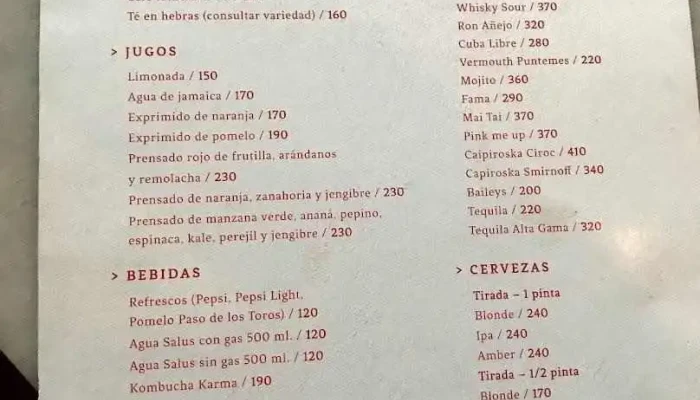 Té en hebras (consultar variedad) / 160
> JUGOS
Limonada / 150
Agua de jamaica / 170
Exprimido de naranja / 170
Exprimido de pomelo / 190
Prensado rojo de frutilla, arándanos
y remolacha / 230
Prensado de naranja, zanahoria y jengibre / 230
Prensado de manzana verde, ananá, pepino,
espinaca, kale, perejil y jengibre / 230
> BEBIDAS
Refrescos (Pepsi, Pepsi Light,
Pomelo Paso de los Toros) / 120
Agua Salus con gas 500 ml. / 120
Agua Salus sin gas 500 ml. / 120
Kombucha Karma / 190
Whisky Sour / 370
Ron Añejo / 320
Cuba Libre / 280
Vermouth Puntemes / 220
Mojito / 360
Fama / 290
Mai Tai / 370
Pink me up / 370
Caipiroska Ciroc / 410
Capiroska Smirnoff / 340
Baileys / 200
Tequila / 220
Tequila Alta Gama / 320
> CERVEZAS
Tirada – 1 pinta
Blonde / 240
Ipa / 240
Amber / 240
Tirada – 1/2 pinta
Blonde / 170